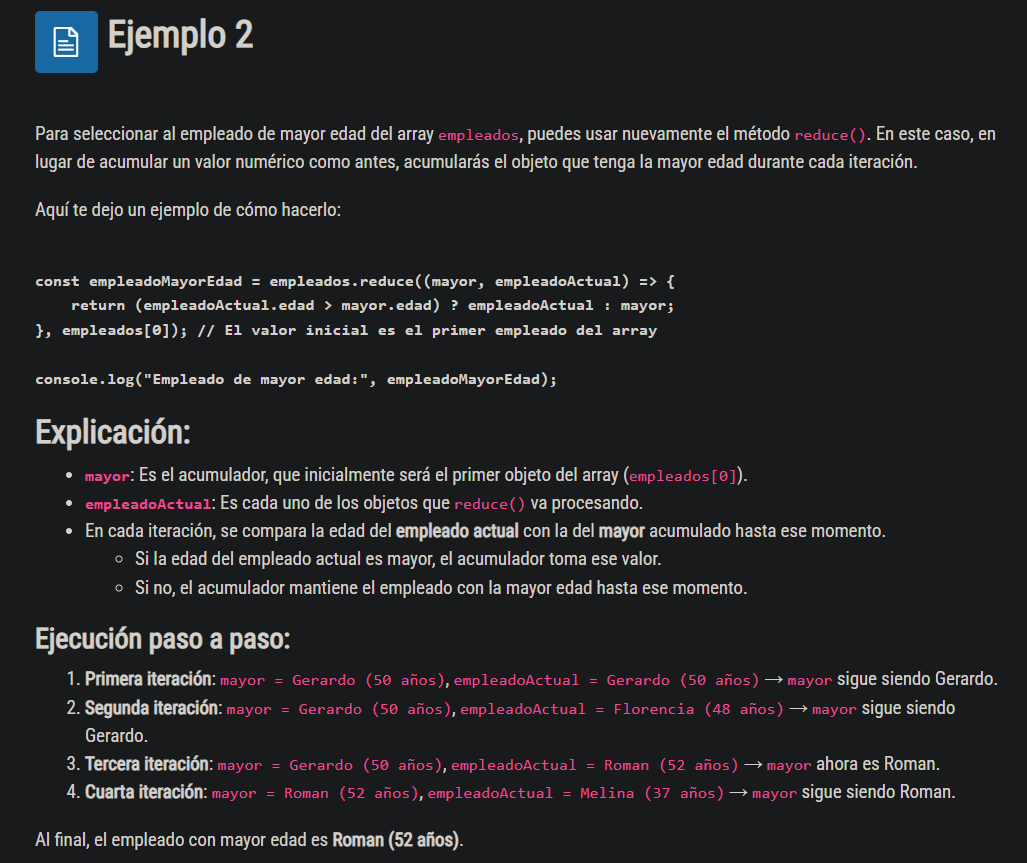 Ejemplo 2
Para seleccionar al empleado de mayor edad del array empleados, puedes usar nuevamente el método reduce(). En este caso, en
lugar de acumular un valor numérico como antes, acumularás el objeto que tenga la mayor edad durante cada iteración.
Aquí te dejo un ejemplo de cómo hacerlo:
const empleadoMayorEdad = empleados.reduce((mayor, empleadoActual) => {
    return (empleadoActual.edad > mayor.edad) ? empleadoActual : mayor;
}, empleados[0]); // El valor inicial es el primer empleado del array
console.log("Empleado de mayor edad:", empleadoMayorEdad);
Explicación:
• mayor: Es el acumulador, que inicialmente será el primer objeto del array (empleados[0]).
• empleadoActual: Es cada uno de los objetos que reduce() va procesando.
• En cada iteración, se compara la edad del empleado actual con la del mayor acumulado hasta ese momento.
◦ Si la edad del empleado actual es mayor, el acumulador toma ese valor.
◦ Si no, el acumulador mantiene el empleado con la mayor edad hasta ese momento.
Ejecución paso a paso:
1. Primera iteración: mayor = Gerardo (50 años), empleadoActual = Gerardo (50 años) → mayor sigue siendo Gerardo.
2. Segunda iteración: mayor = Gerardo (50 años), empleadoActual = Florencia (48 años) → mayor sigue siendo
Gerardo.
3. Tercera iteración: mayor = Gerardo (50 años), empleadoActual = Roman (52 años) → mayor ahora es Roman.
4. Cuarta iteración: mayor = Roman (52 años), empleadoActual = Melina (37 años) → mayor sigue siendo Roman.
Al final, el empleado con mayor edad es Roman (52 años).